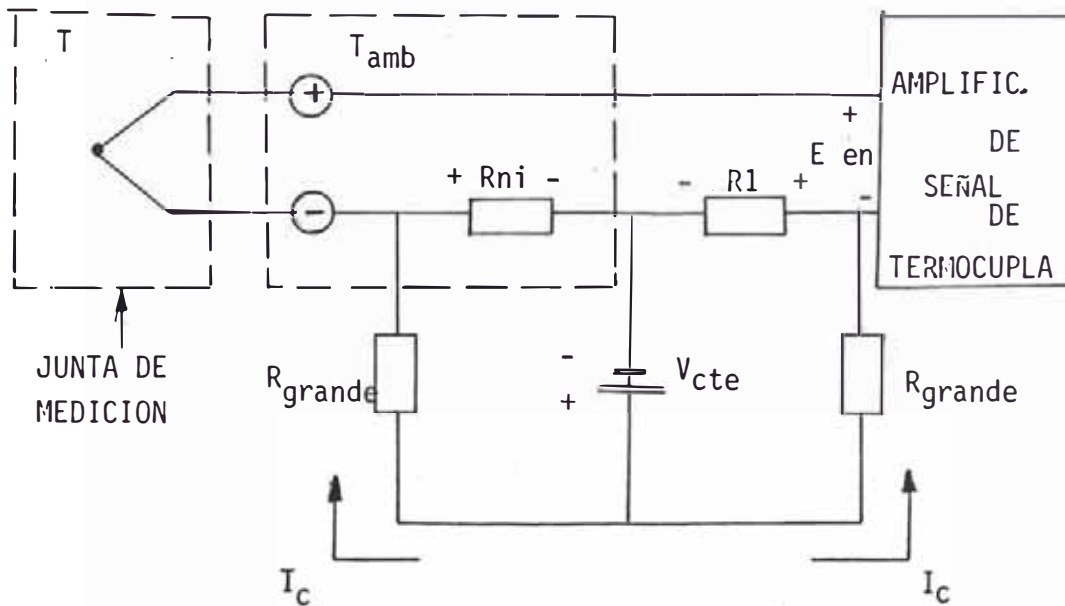 T
T amb
+
-
+ Rni -
- R1 +
+
E en
-
AMPLIFIC.
DE
SEÑAL
DE
TERMOCUPLA
JUNTA DE
MEDICION
R grande
-
+
V cte
R grande
I c
I c